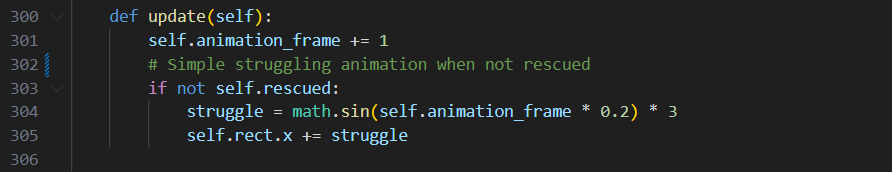 300 def update(self):
301 self.animation_frame += 1
302 # Simple struggling animation when not rescued
303 if not self.rescued:
304 struggle = math.sin(self.animation_frame * 0.2) * 3
305 self.rect.x += struggle
306